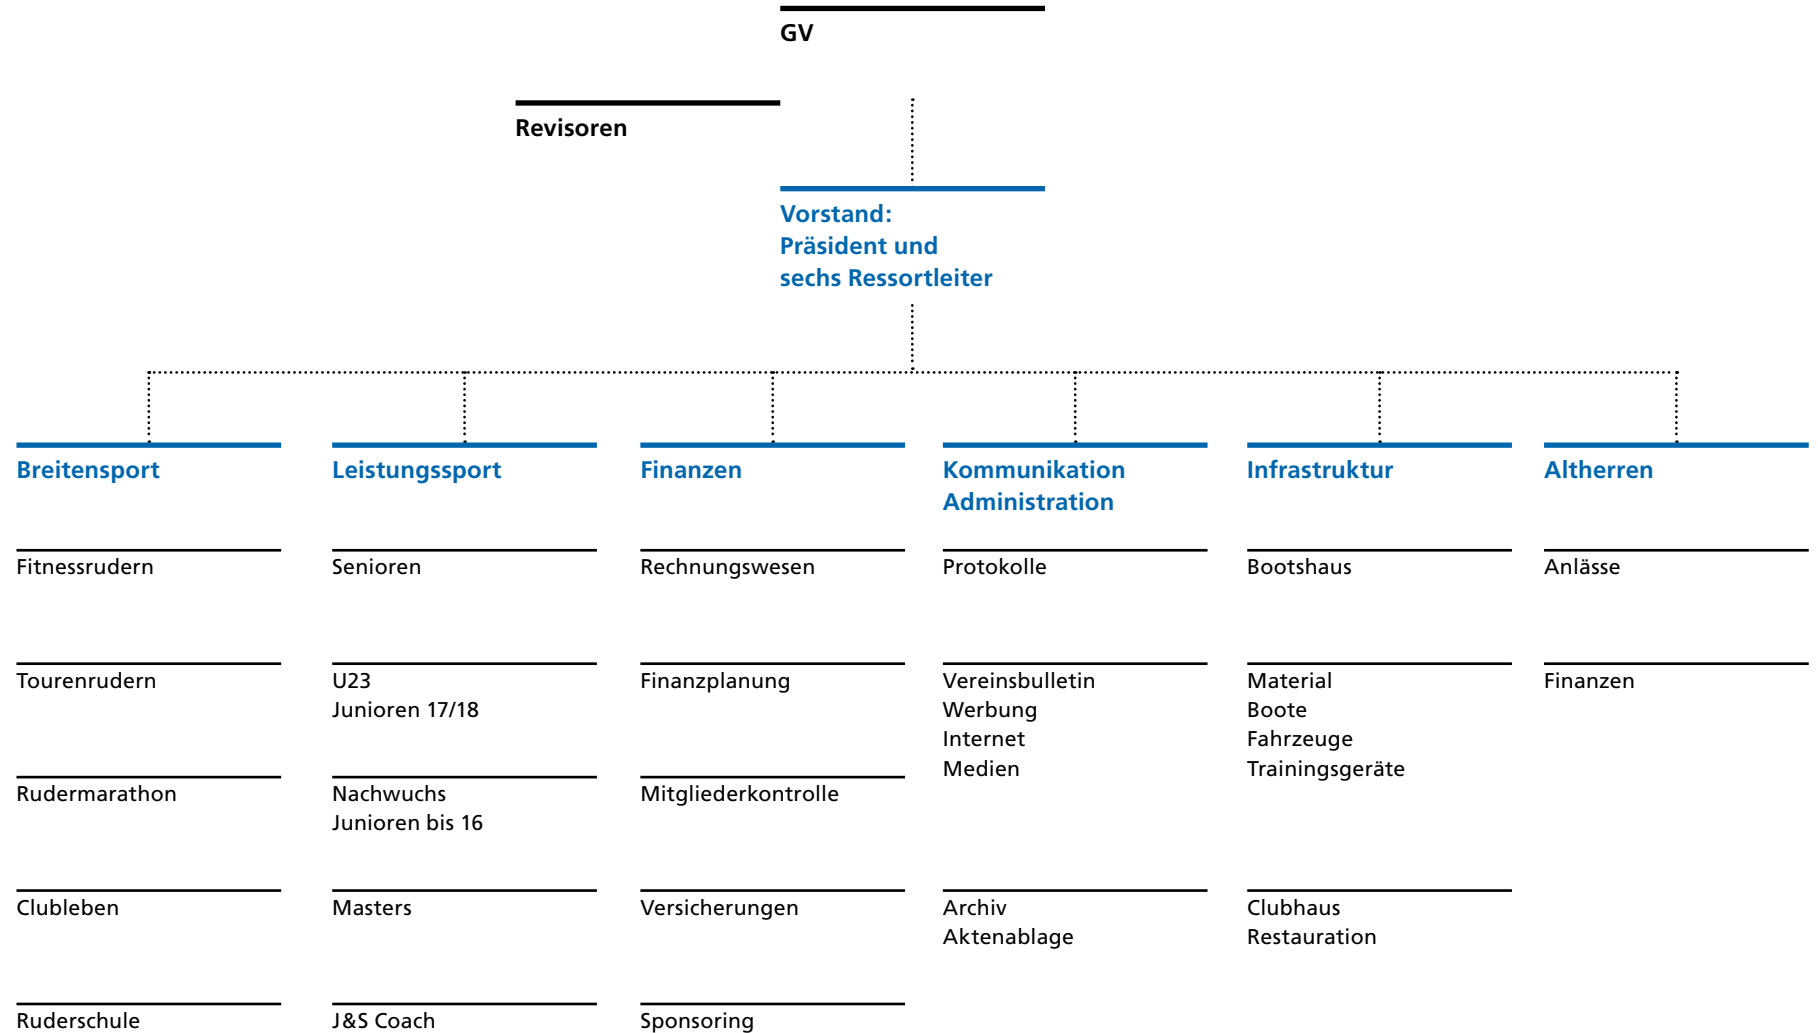 GV
Revisoren
Vorstand:
Präsident und
sechs Ressortleiter
Breitensport
Fitnessrudern
Tourenrudern
Rudermarathon
Clubleben
Ruderschule
Leistungssport
Senioren
U23
Junioren 17/18
Nachwuchs
Junioren bis 16
Masters
J&S Coach
Finanzen
Rechnungswesen
Finanzplanung
Mitgliederkontrolle
Versicherungen
Sponsoring
Kommunikation
Administration
Protokolle
Vereinsbulletin
Werbung
Internet
Medien
Archiv
Aktenablage
Infrastruktur
Bootshaus
Material
Boote
Fahrzeuge
Trainingsgeräte
Clubhaus
Restauration
Altherren
Anlässe
Finanzen